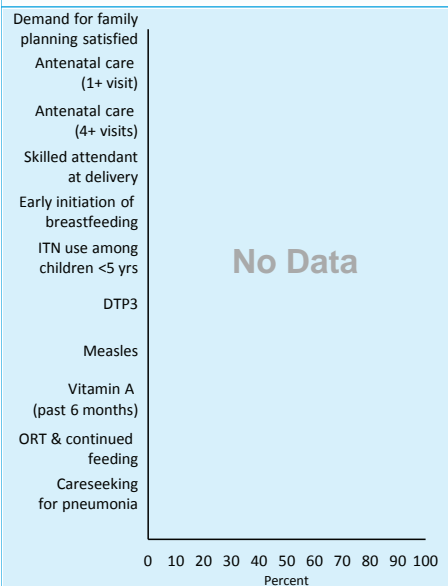 Demand for family
planning satisfied
Antenatal care
(1+ visit)
Antenatal care
(4+ visits)
Skilled attendant
at delivery
Early initiation of
breastfeeding
ITN use among
children <5 yrs
No Data
DTP3
Measles
Vitamin A
(past 6 months)
ORT & continued
feeding
Careseeking
for pneumonia
0 10 20 30 40 50 60 70 80 90 100
Percent